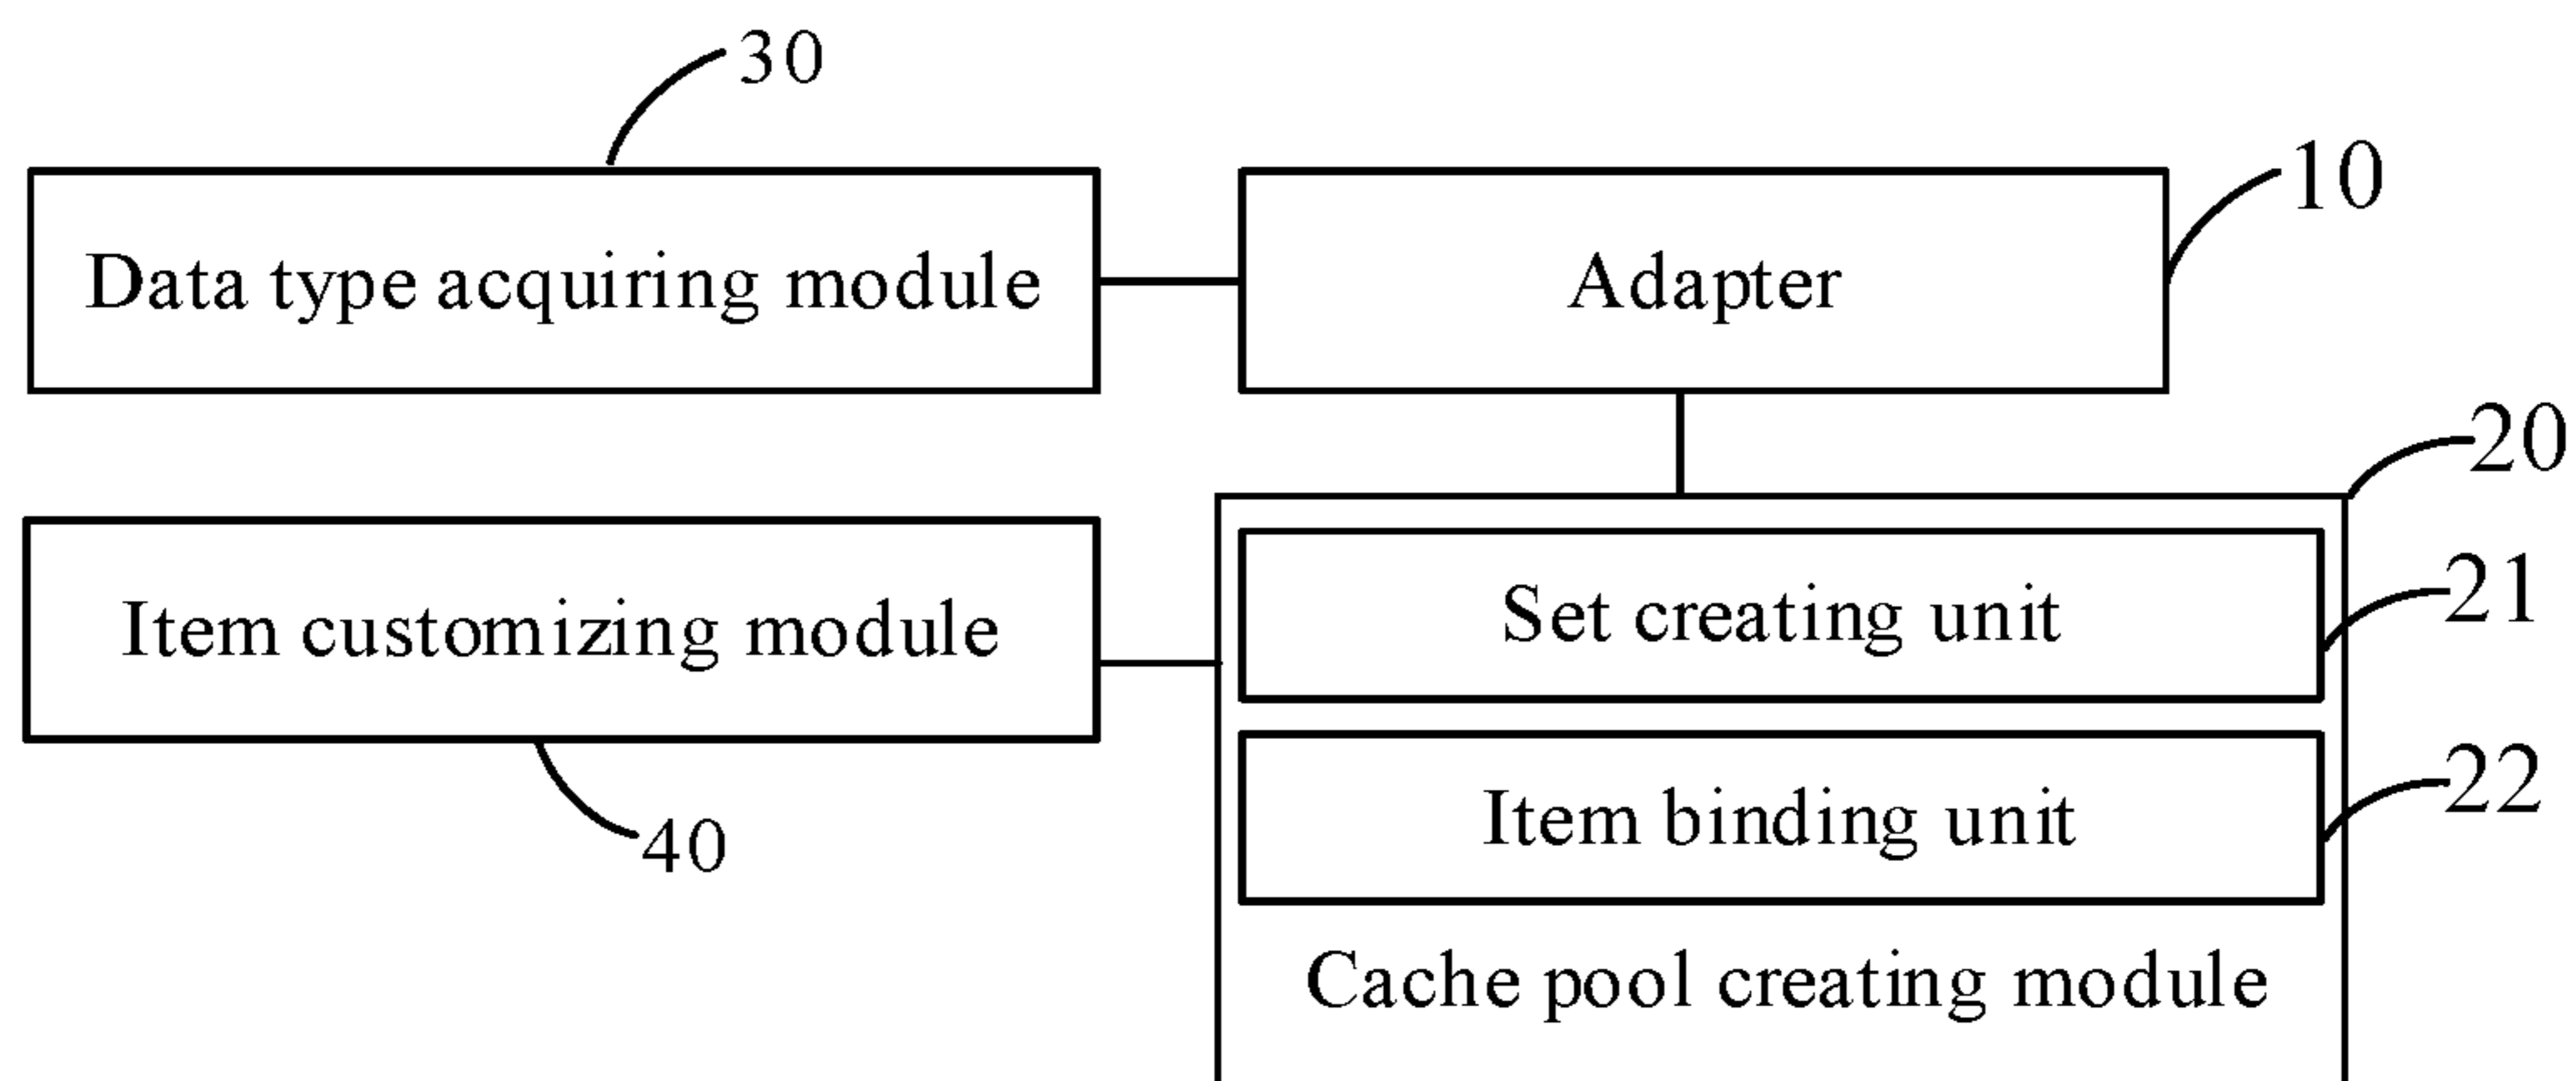 30
10
Data type acquiring module
Adapter
20
Item customizing module
Set creating unit
21
40
Item binding unit
22
Cache pool creating module